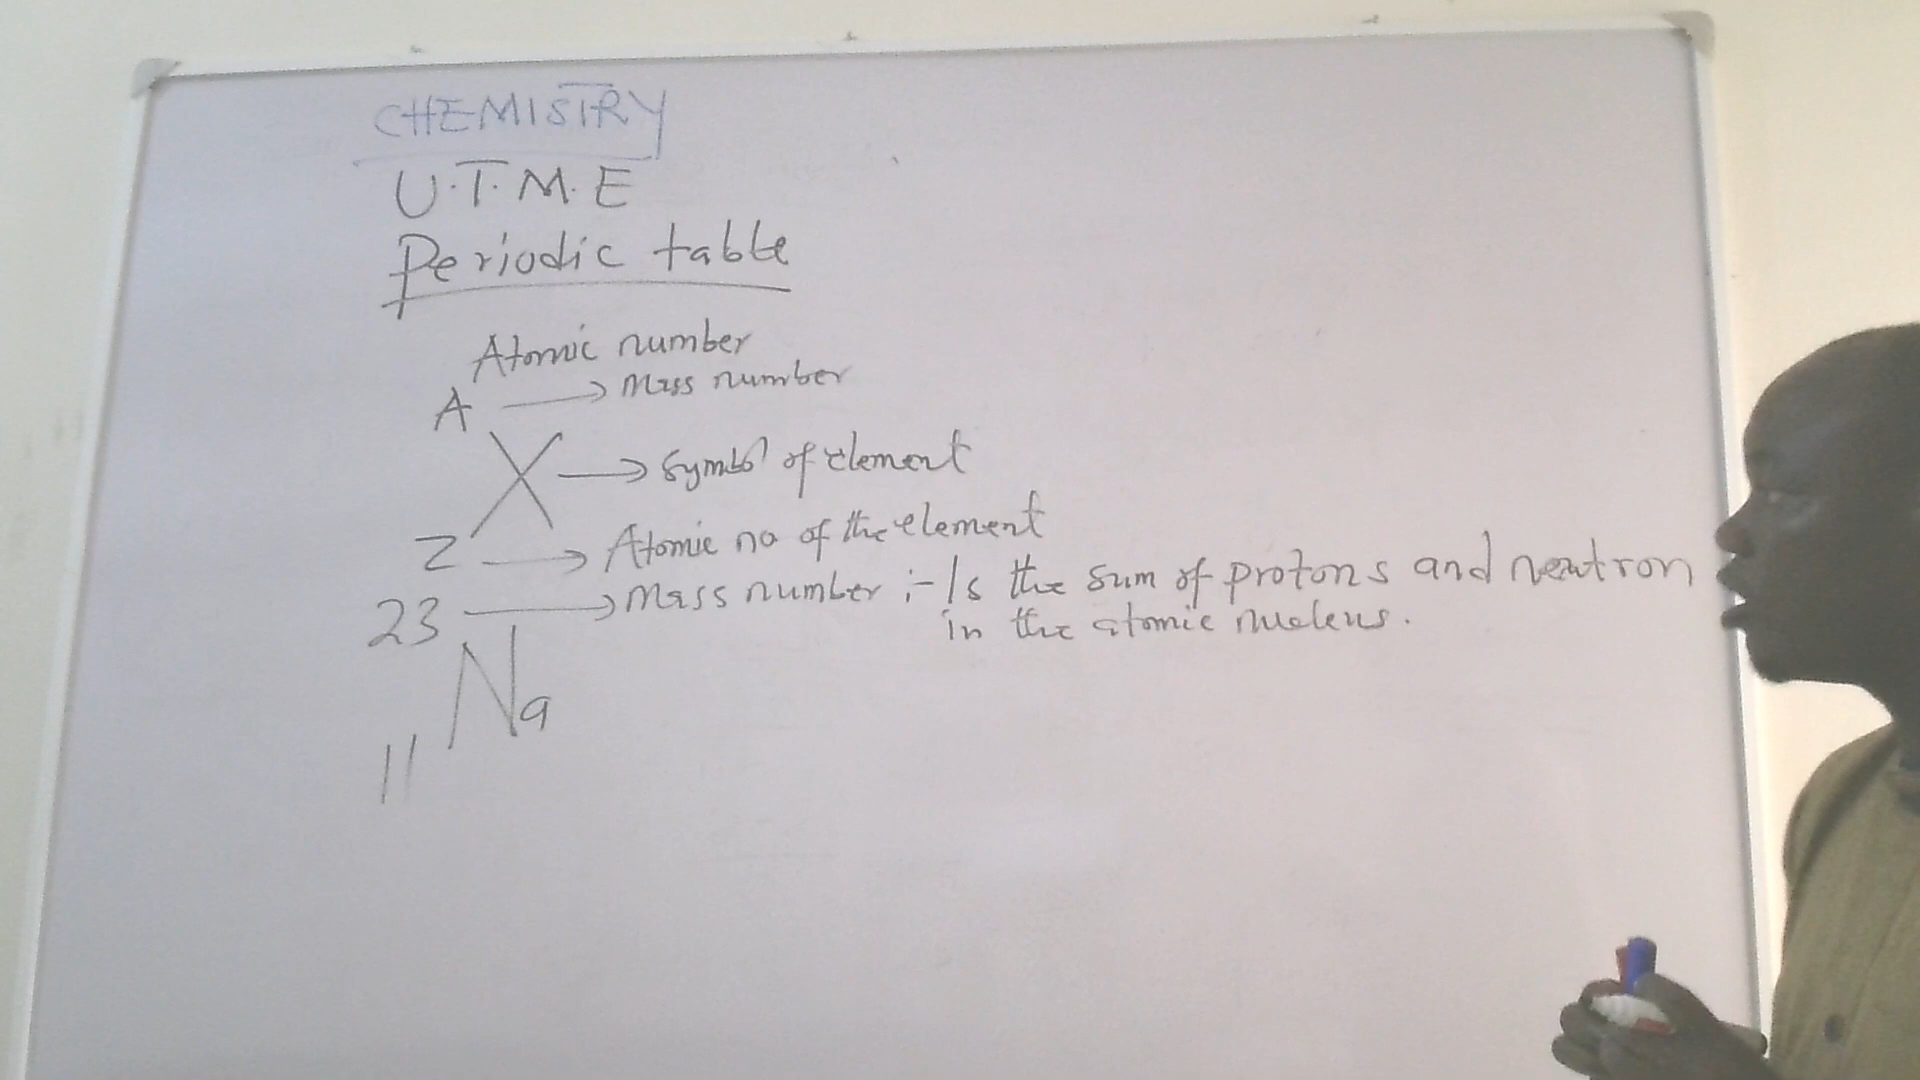 CHEMISTRY
U.T.M.E
Periodic table
Atomic number
A → Mass number
X → Symbol of element
Z → Atomic no of the element
23 → Mass number :- Is the sum of protons and neutron
in the atomic nucleus.
Na
11